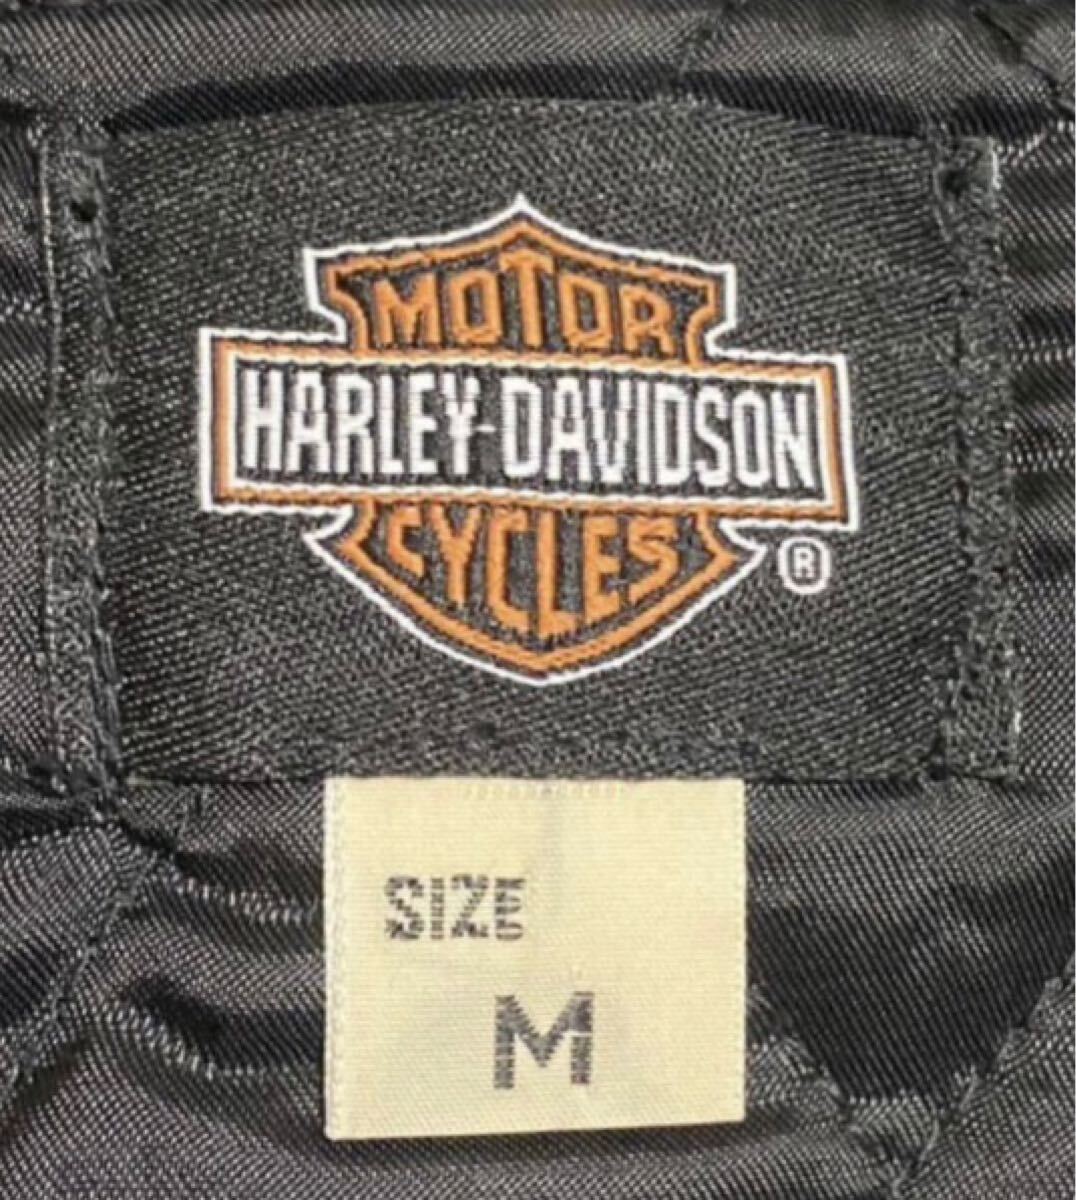 MOTOR
HARLEY-DAVIDSON
CYCLES
®
SIZE
M